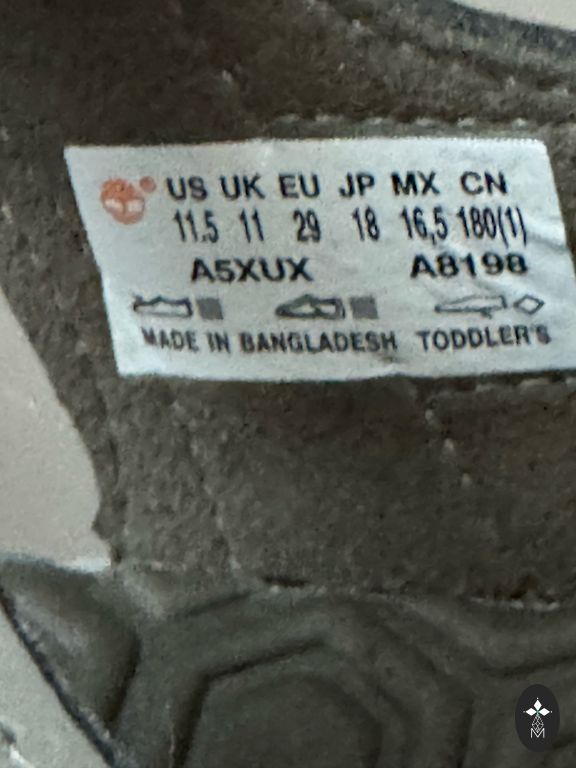 US UK EU JP MX CN
11.5 11 29 18 16,5 180(1)
A5XUX A8198
MADE IN BANGLADESH TODDLER'S
M